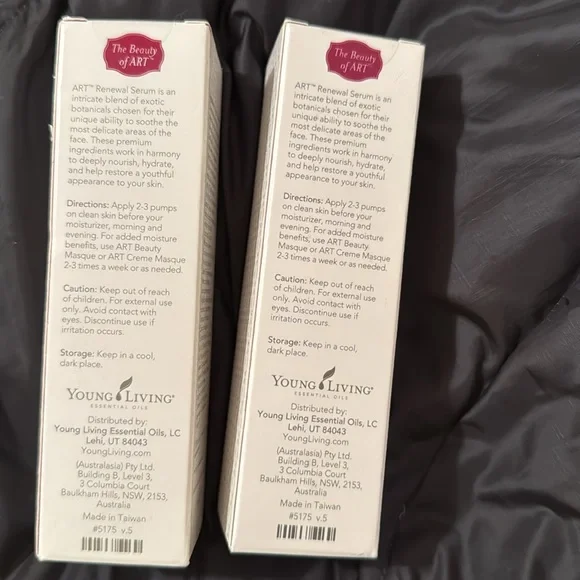 The Beauty
of ART™
ART™ Renewal Serum is an
intricate blend of exotic
botanicals chosen for their
unique ability to soothe the
most delicate areas of the
face. These premium
ingredients work in harmony
to deeply nourish, hydrate,
and help restore a youthful
appearance to your skin.
Directions: Apply 2-3 pumps
on clean skin before your
moisturizer, morning and
evening. For added moisture
benefits, use ART Beauty
Masque or ART Creme Masque
2-3 times a week or as needed.
Caution: Keep out of reach
of children. For external use
only. Avoid contact with
eyes. Discontinue use if
irritation occurs.
Storage: Keep in a cool,
dark place.
YOUNG LIVING®
ESSENTIAL OILS
Distributed by:
Young Living Essential Oils, LC
Lehi, UT 84043
YoungLiving.com
(Australasia) Pty Ltd.
Building B, Level 3,
3 Columbia Court
Baulkham Hills, NSW, 2153,
Australia
Made in Taiwan
#5175 v.5
The Beauty
of ART™
ART™ Renewal Serum is an
intricate blend of exotic
botanicals chosen for their
unique ability to soothe the
most delicate areas of the
face. These premium
ingredients work in harmony
to deeply nourish, hydrate,
and help restore a youthful
appearance to your skin.
Directions: Apply 2-3 pumps
on clean skin before your
moisturizer, morning and
evening. For added moisture
benefits, use ART Beauty
Masque or ART Creme Masque
2-3 times a week or as needed.
Caution: Keep out of reach
of children. For external use
only. Avoid contact with
eyes. Discontinue use if
irritation occurs.
Storage: Keep in a cool,
dark place.
YOUNG LIVING®
ESSENTIAL OILS
Distributed by:
Young Living Essential Oils, LC
Lehi, UT 84043
YoungLiving.com
(Australasia) Pty Ltd.
Building B, Level 3,
3 Columbia Court
Baulkham Hills, NSW, 2153,
Australia
Made in Taiwan
#5175 v.5